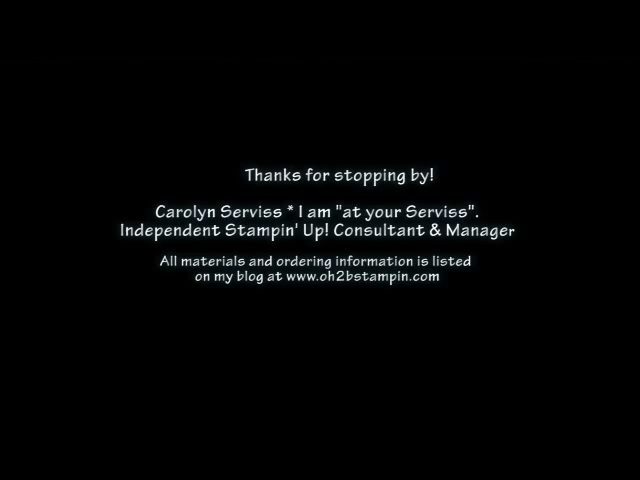 Thanks for stopping by!
Carolyn Serviss * I am "at your Serviss".
Independent Stampin' Up! Consultant & Manager
All materials and ordering information is listed
on my blog at www.oh2bstampin.com